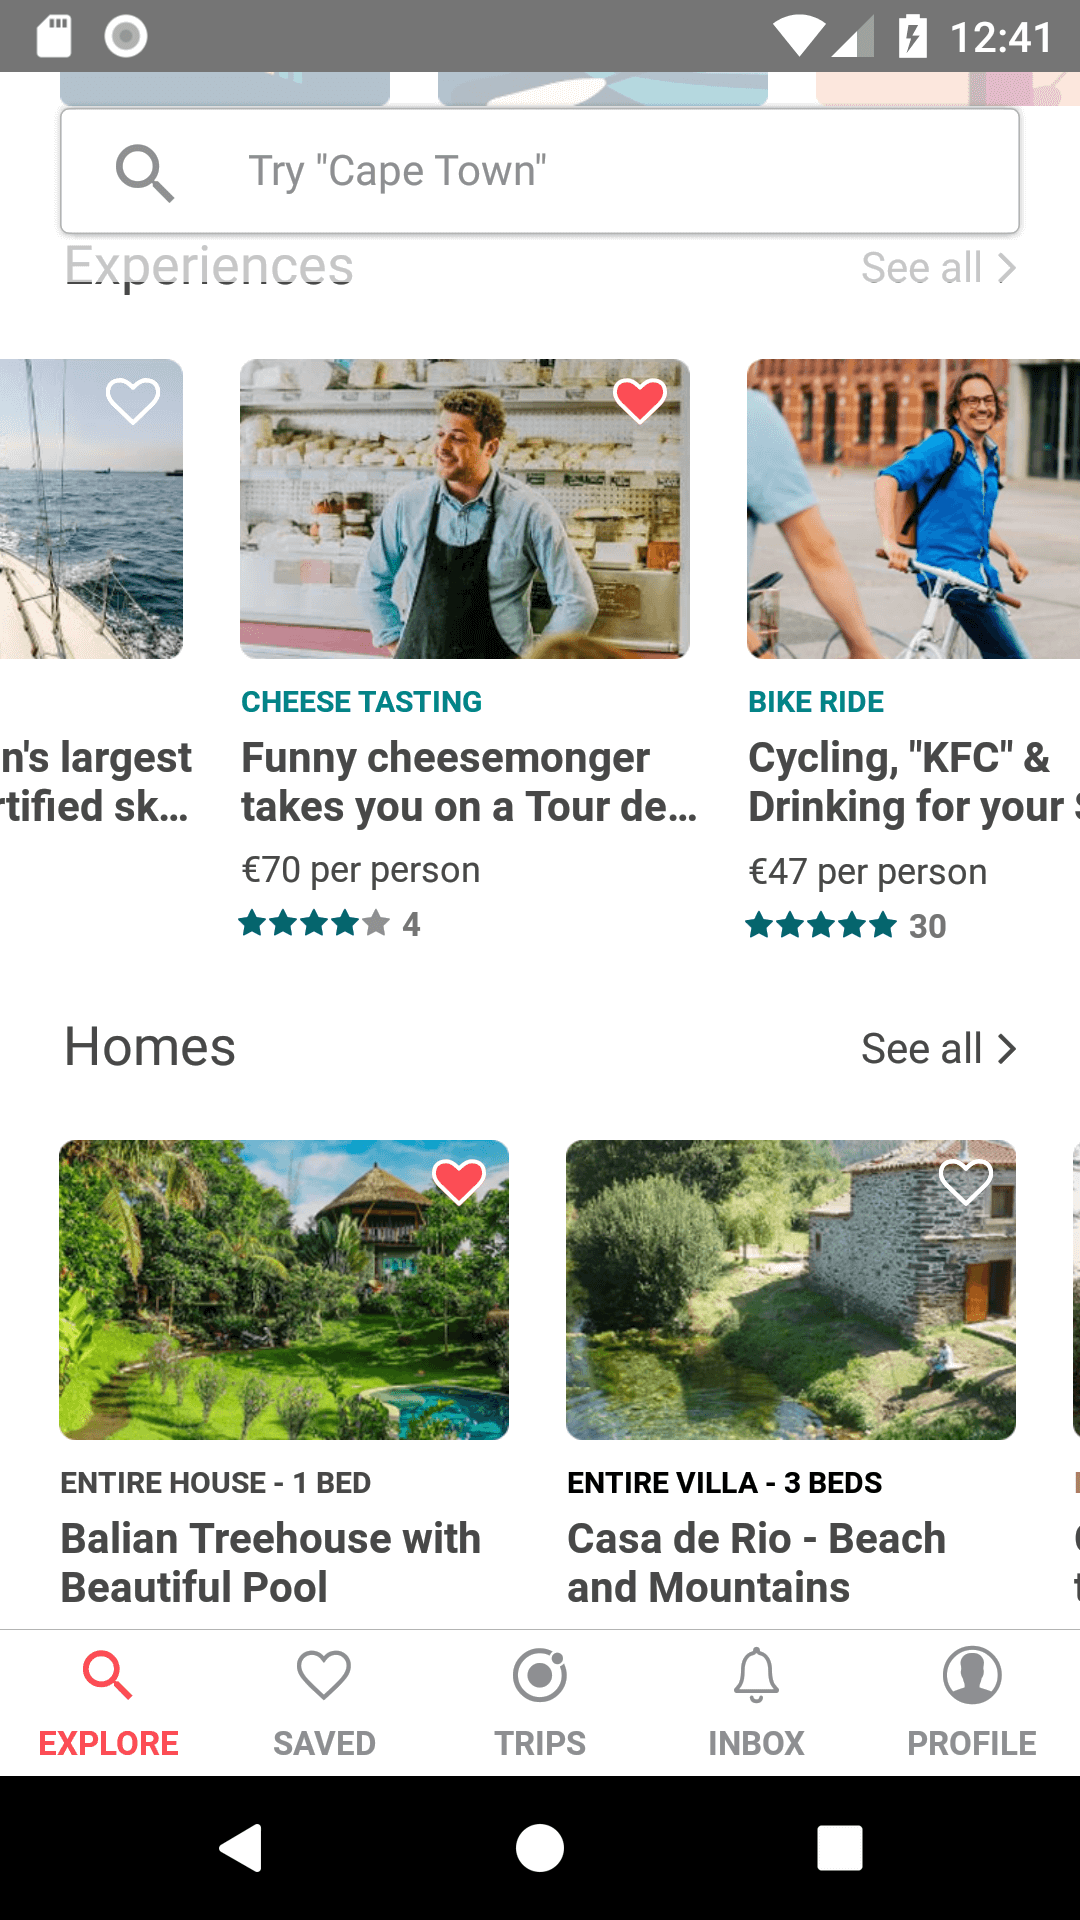 12:41
Try "Cape Town"
Experiences
See all
n's largest
rtified sk...
CHEESE TASTING
Funny cheesemonger
takes you on a Tour de...
€70 per person
4
BIKE RIDE
Cycling, "KFC" &
Drinking for your
€47 per person
30
Homes
See all
ENTIRE HOUSE - 1 BED
Balian Treehouse with
Beautiful Pool
ENTIRE VILLA - 3 BEDS
Casa de Rio - Beach
and Mountains
EXPLORE
SAVED
TRIPS
INBOX
PROFILE